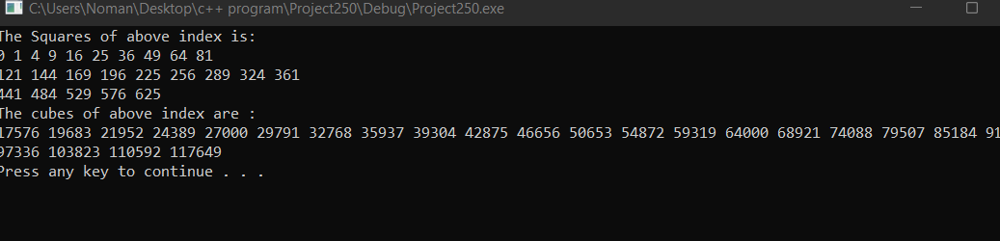 C:\Users\Noman\Desktop\c++ program\Project250\Debug\Project250.exe
The Squares of above index is:
0 1 4 9 16 25 36 49 64 81
121 144 169 196 225 256 289 324 361
441 484 529 576 625
The cubes of above index are :
17576 19683 21952 24389 27000 29791 32768 35937 39304 42875 46656 50653 54872 59319 64000 68921 74088 79507 85184 91
97336 103823 110592 117649
Press any key to continue . . .